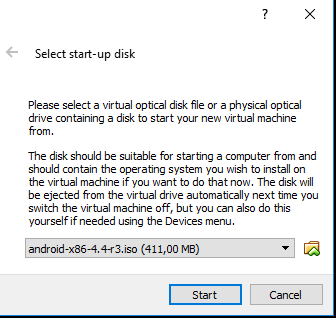 ?
Select start-up disk
Please select a virtual optical disk file or a physical optical
drive containing a disk to start your new virtual machine
from.
The disk should be suitable for starting a computer from and
should contain the operating system you wish to install on
the virtual machine if you want to do that now. The disk will
be ejected from the virtual drive automatically next time you
switch the virtual machine off, but you can also do this
yourself if needed using the Devices menu.
android-x86-4.4-r3.iso (411,00 MB)
Start Cancel